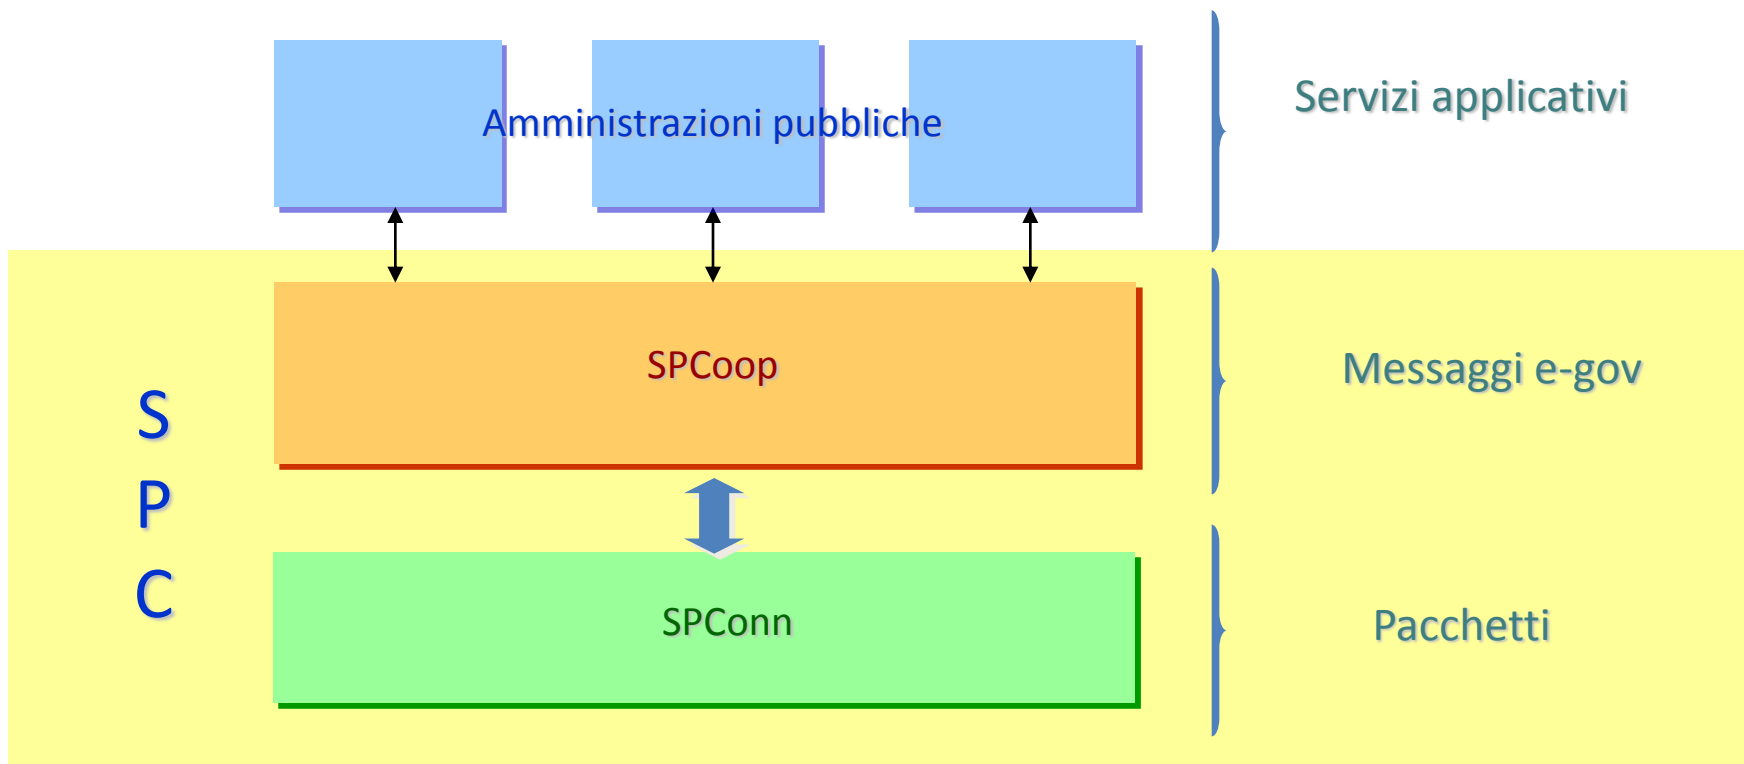 Servizi applicativi
Amministrazioni pubbliche
SPCoop
Messaggi e-gov
S
P
C
SPConn
Pacchetti